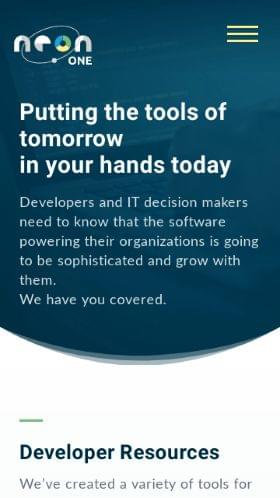 neon
ONE
Putting the tools of
tomorrow
in your hands today
Developers and IT decision makers
need to know that the software
powering their organizations is going
to be sophisticated and grow with
them.
We have you covered.
Developer Resources
We've created a variety of tools for